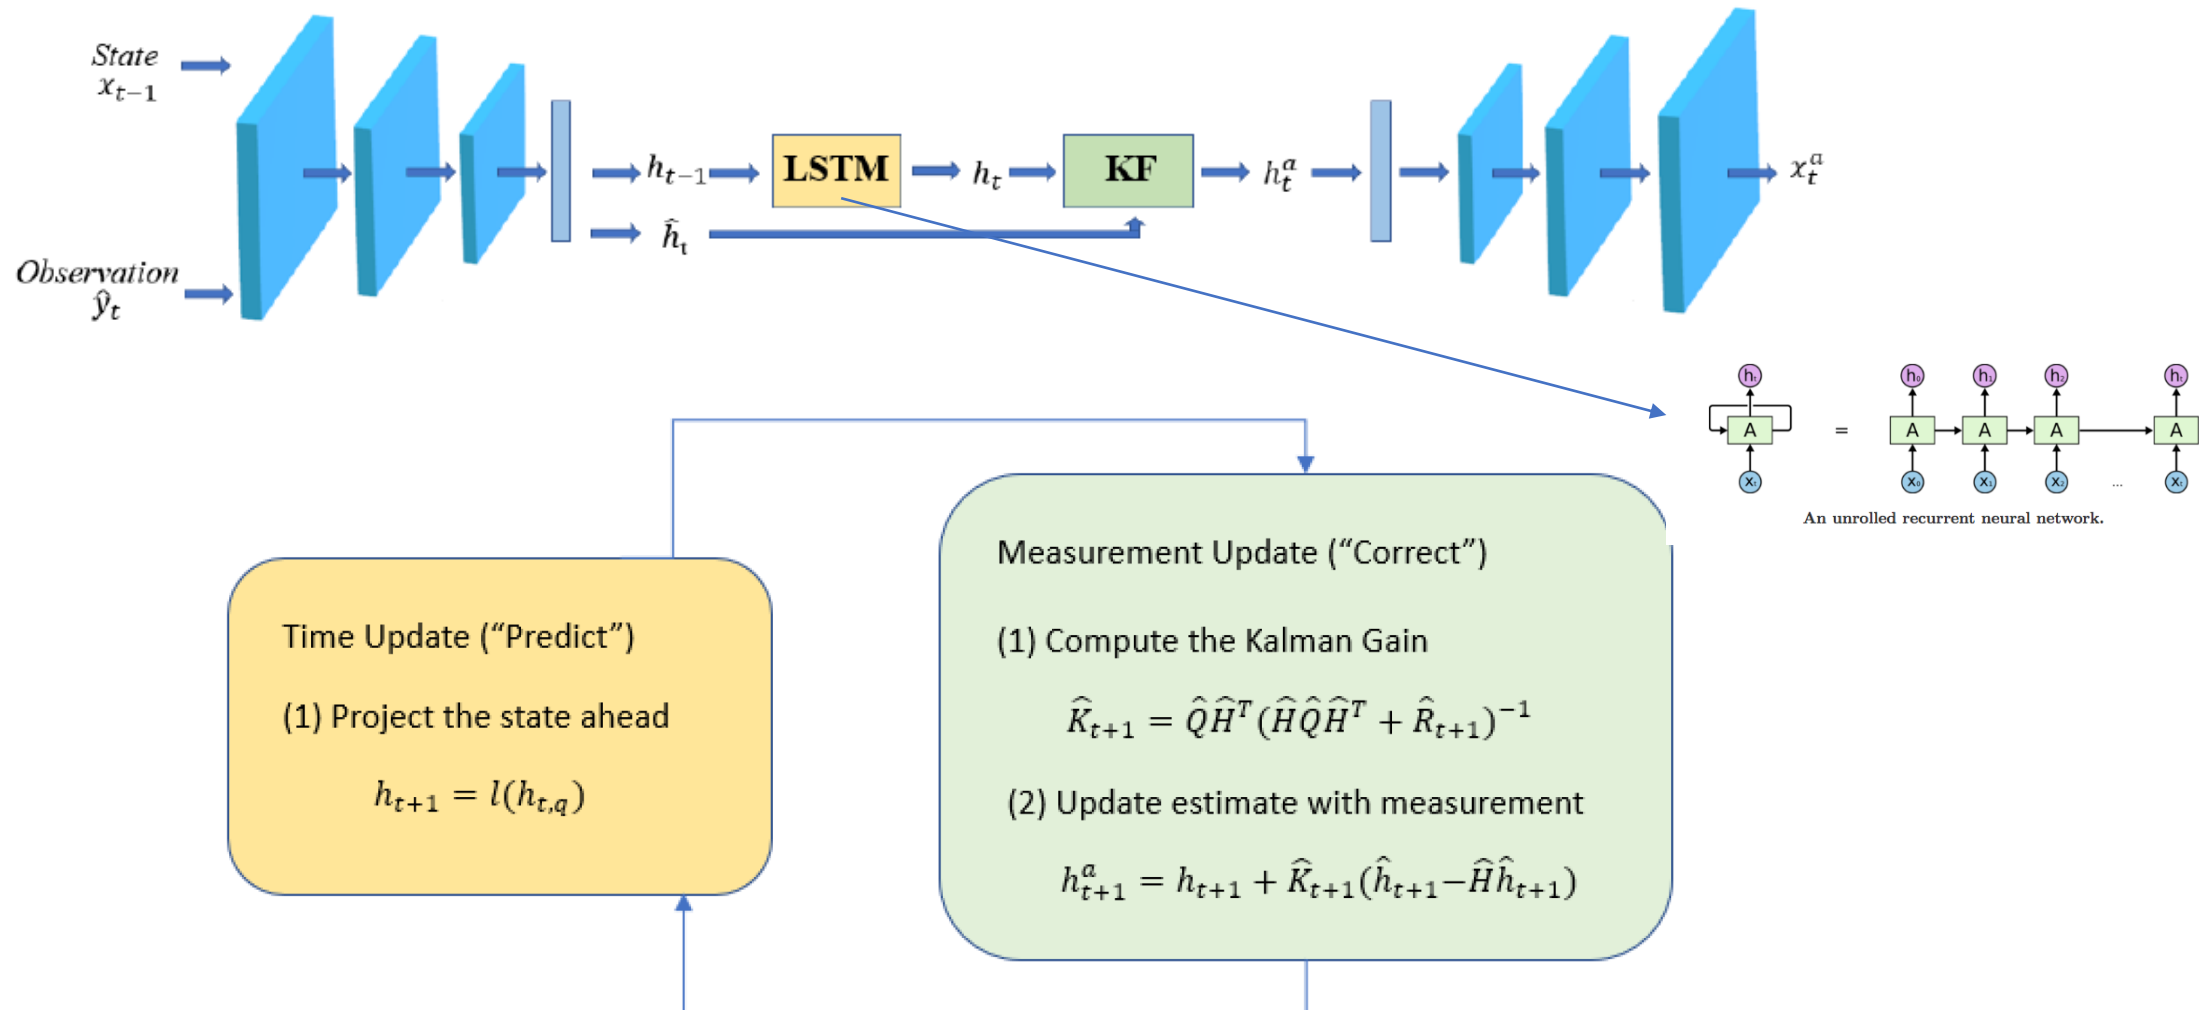 State
x_{t−1}
Observation
ŷ_t
h_{t−1}
ĥ_t
LSTM
h_t
KF
h_t^a
x_t^a
h_t
h_0 h_1 h_2 h_t
A = A A A A
x_t
x_0 x_1 x_2 ... x_t
An unrolled recurrent neural network.
Time Update (“Predict”)
(1) Project the state ahead
h_{t+1} = l(h_{t,q})
Measurement Update (“Correct”)
(1) Compute the Kalman Gain
K̂_{t+1} = Q̂Ĥ^T(ĤQ̂Ĥ^T + R̂_{t+1})^{−1}
(2) Update estimate with measurement
h_{t+1}^a = h_{t+1} + K̂_{t+1}(ĥ_{t+1}−Ĥĥ_{t+1})